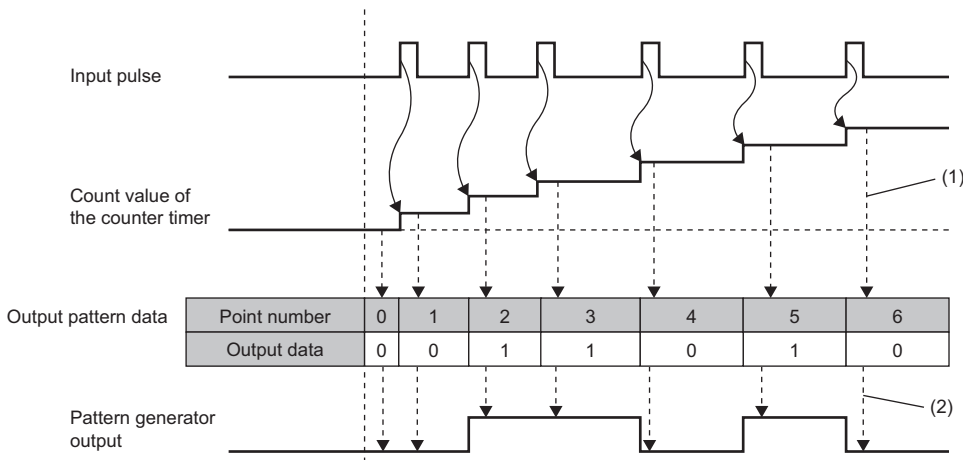 Input pulse
Count value of
the counter timer
(1)
Output pattern data
Point number 0 1 2 3 4 5 6
Output data 0 0 1 1 0 1 0
(2)
Pattern generator
output